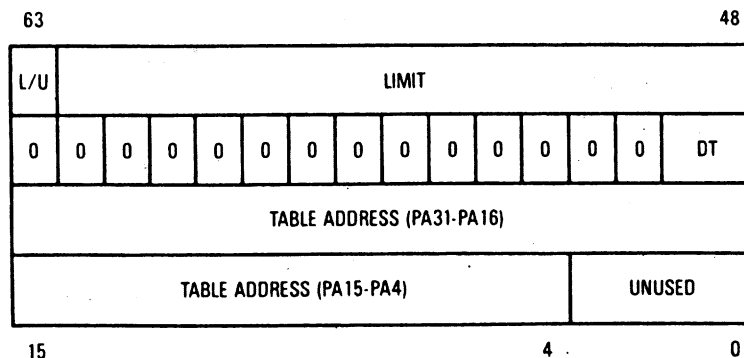 63 48
L/U LIMIT
0 0 0 0 0 0 0 0 0 0 0 0 0 0 DT
TABLE ADDRESS (PA31-PA16)
TABLE ADDRESS (PA15-PA4) UNUSED
15 4 0